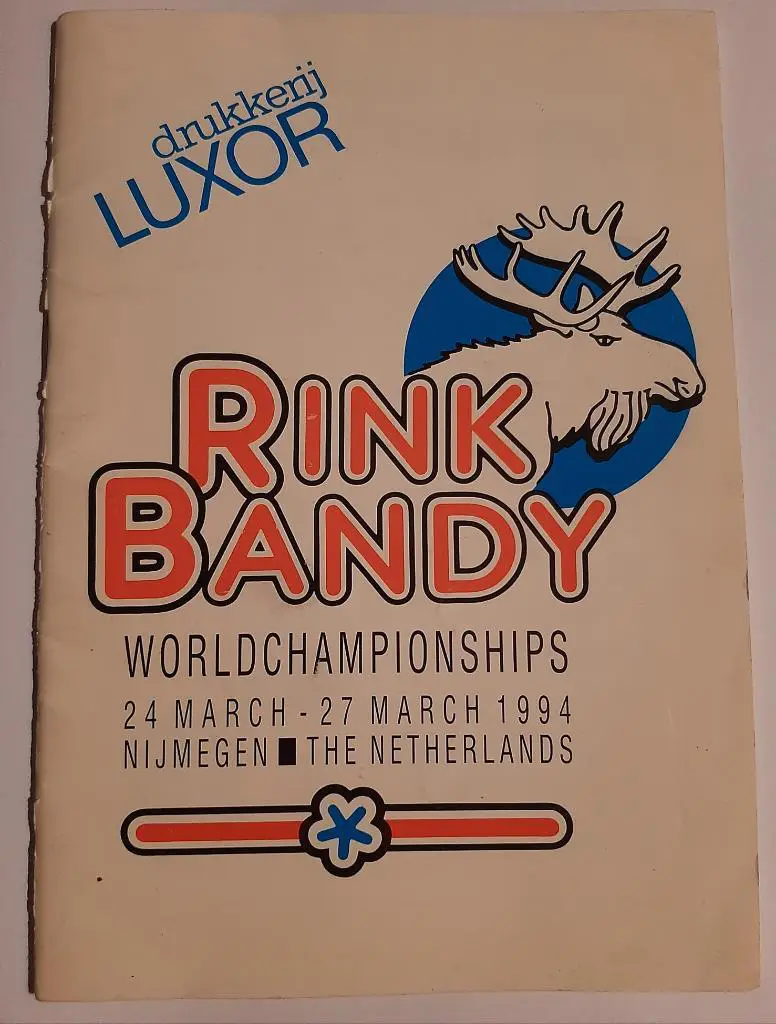 drukkerij
LUXOR
RINK
BANDY
WORLDCHAMPIONSHIPS
24 MARCH - 27 MARCH 1994
NIJMEGEN ■ THE NETHERLANDS